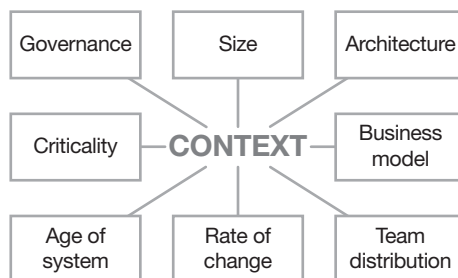 Governance
Size
Architecture
Criticality
CONTEXT
Business
model
Age of
system
Rate of
change
Team
distribution